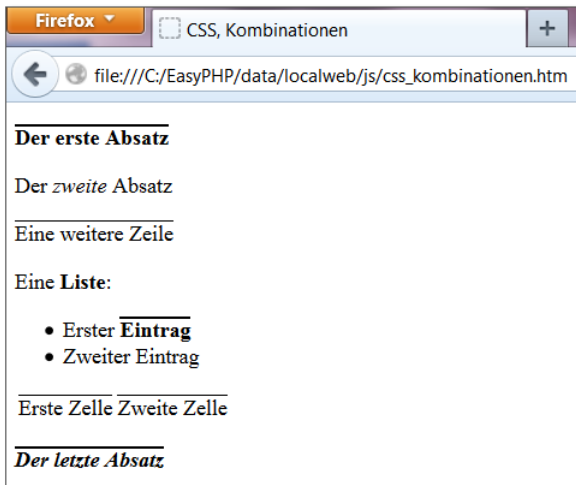 Firefox
CSS, Kombinationen
+
file:///C:/EasyPHP/data/localweb/js/css_kombinationen.htm
Der erste Absatz
Der zweite Absatz
Eine weitere Zeile
Eine Liste:
• Erster Eintrag
• Zweiter Eintrag
Erste Zelle Zweite Zelle
Der letzte Absatz